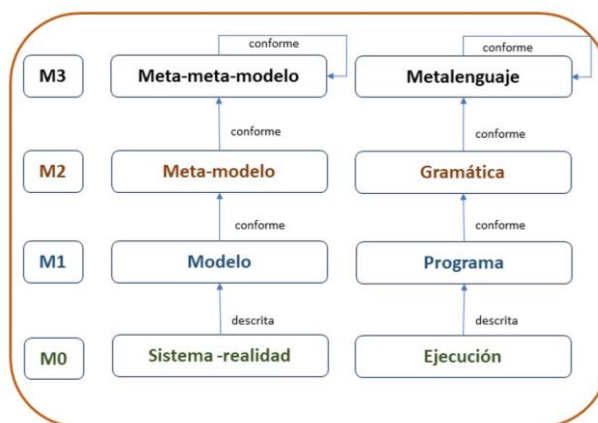 conforme
conforme
M3
Meta-meta-modelo
Metalenguaje
conforme
conforme
M2
Meta-modelo
Gramática
conforme
conforme
M1
Modelo
Programa
descrita
descrita
M0
Sistema -realidad
Ejecución